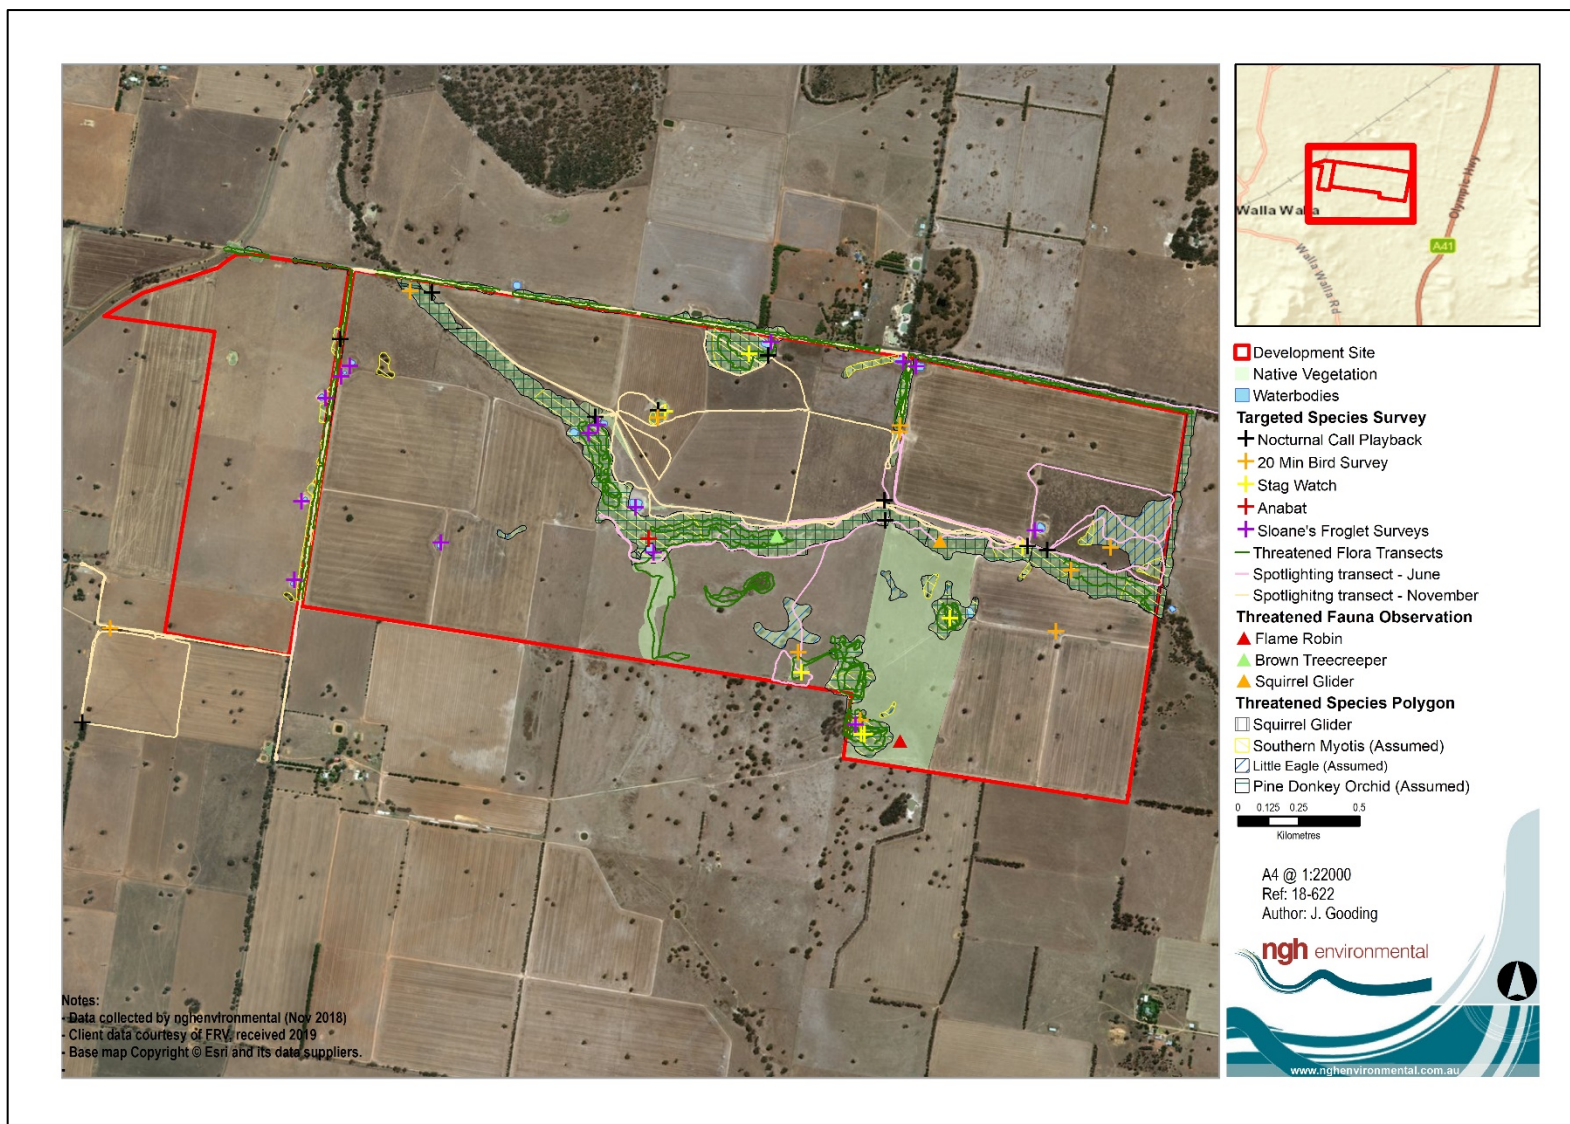 Walla Walla
Olympic Hwy
A41
Walla Walla Rd
Development Site
Native Vegetation
Waterbodies
Targeted Species Survey
Nocturnal Call Playback
20 Min Bird Survey
Stag Watch
Anabat
Sloane's Froglet Surveys
Threatened Flora Transects
Spotlighting transect - June
Spotlighitng transect - November
Threatened Fauna Observation
Flame Robin
Brown Treecreeper
Squirrel Glider
Threatened Species Polygon
Squirrel Glider
Southern Myotis (Assumed)
Little Eagle (Assumed)
Pine Donkey Orchid (Assumed)
0 0.125 0.25 0.5
Kilometres
A4 @ 1:22000
Ref: 18-622
Author: J. Gooding
ngh environmental
www.nghenvironmental.com.au
Notes:
- Data collected by nghenvironmental (Nov 2018)
- Client data courtesy of FRV, received 2019
- Base map Copyright © Esri and its data suppliers.
-